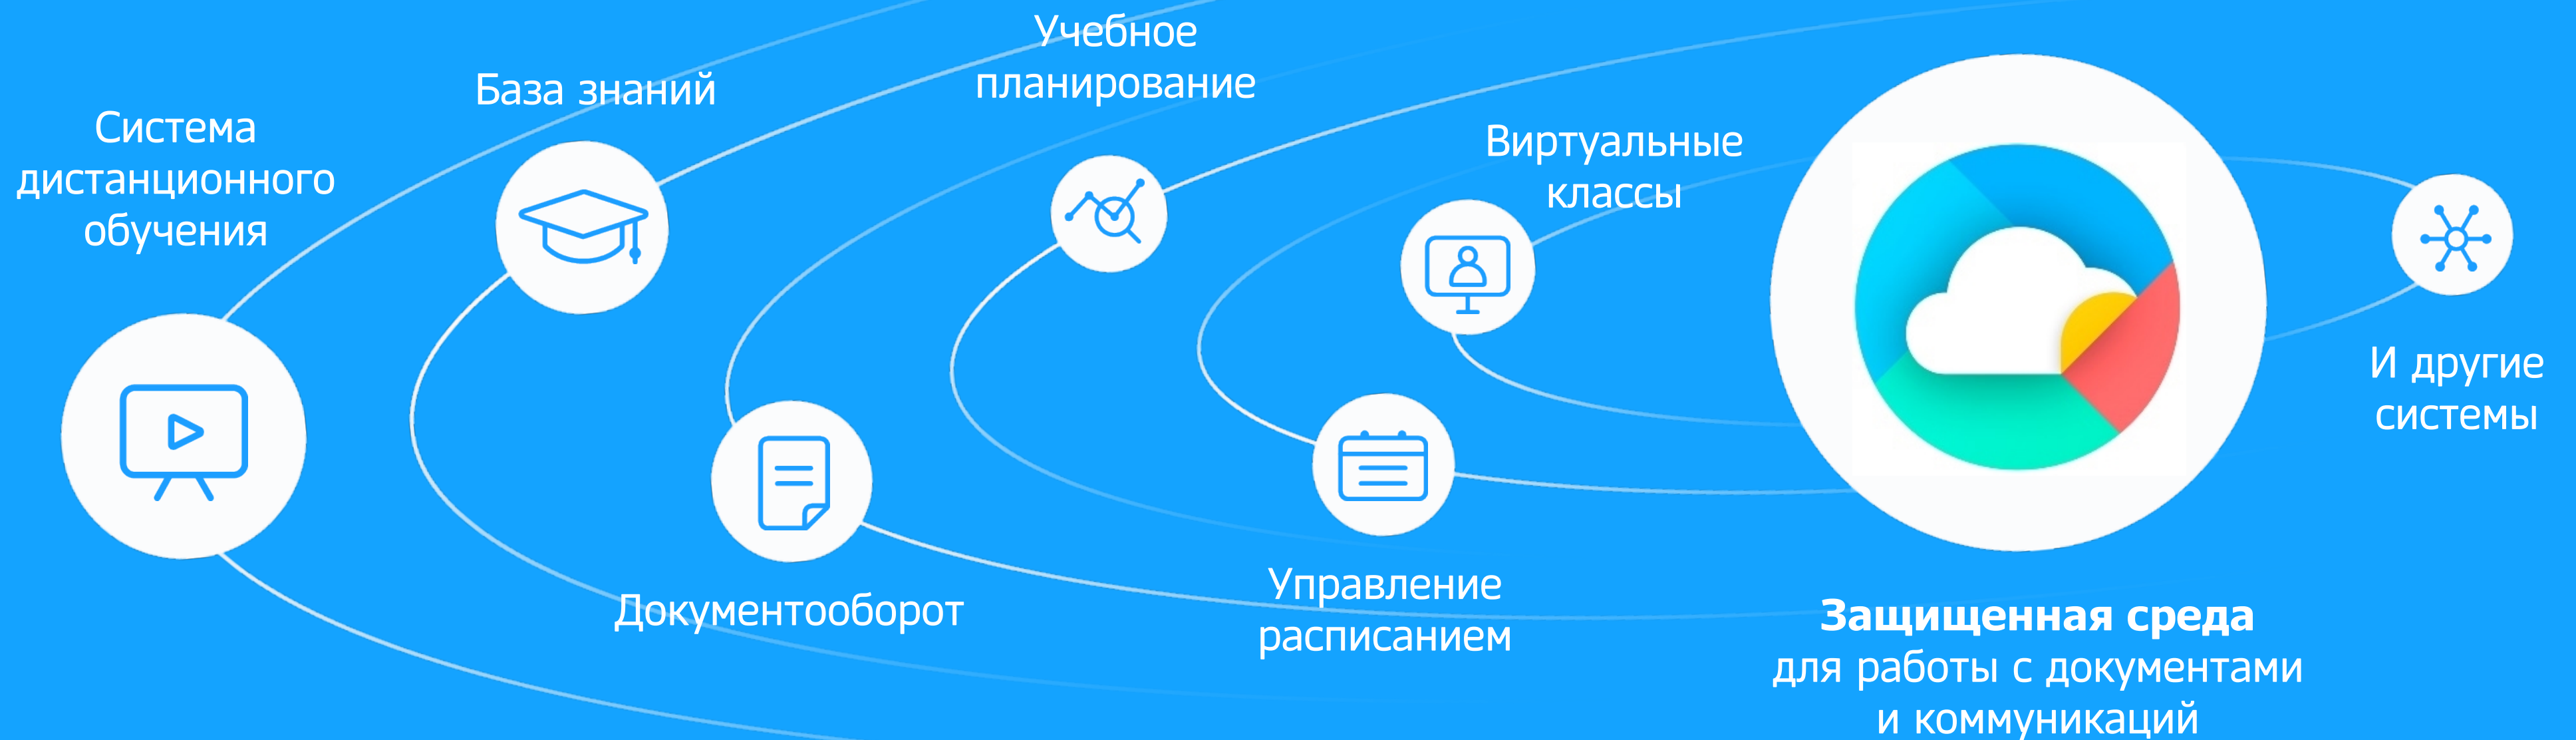 Система
дистанционного
обучения
База знаний
Документооборот
Учебное
планирование
Управление
расписанием
Виртуальные
классы
Защищенная среда
для работы с документами
и коммуникаций
И другие
системы